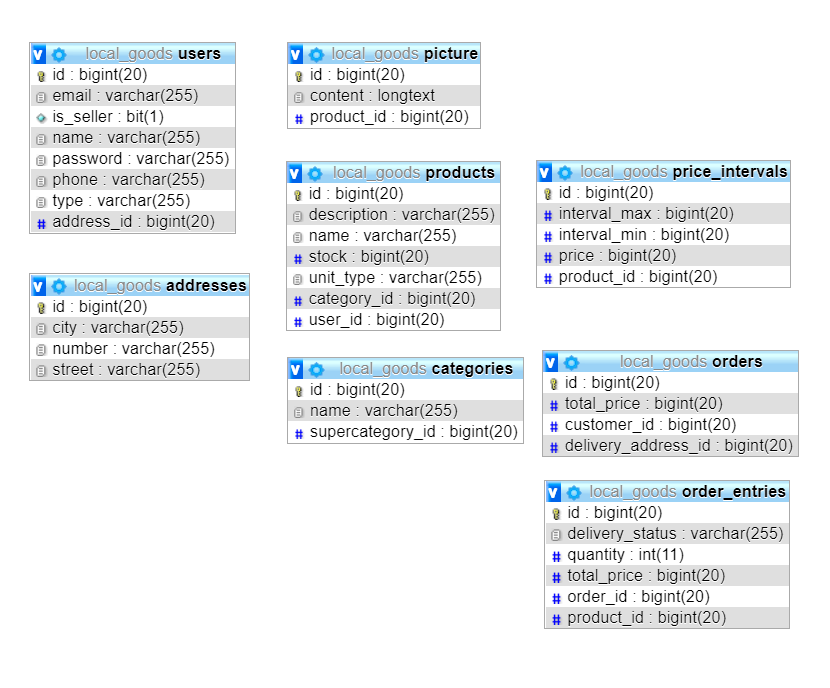 local_goods users
id : bigint(20)
email : varchar(255)
is_seller : bit(1)
name : varchar(255)
password : varchar(255)
phone : varchar(255)
type : varchar(255)
address_id : bigint(20)
local_goods addresses
id : bigint(20)
city : varchar(255)
number : varchar(255)
street : varchar(255)
local_goods picture
id : bigint(20)
content : longtext
product_id : bigint(20)
local_goods products
id : bigint(20)
description : varchar(255)
name : varchar(255)
stock : bigint(20)
unit_type : varchar(255)
category_id : bigint(20)
user_id : bigint(20)
local_goods categories
id : bigint(20)
name : varchar(255)
supercategory_id : bigint(20)
local_goods price_intervals
id : bigint(20)
interval_max : bigint(20)
interval_min : bigint(20)
price : bigint(20)
product_id : bigint(20)
local_goods orders
id : bigint(20)
total_price : bigint(20)
customer_id : bigint(20)
delivery_address_id : bigint(20)
local_goods order_entries
id : bigint(20)
delivery_status : varchar(255)
quantity : int(11)
total_price : bigint(20)
order_id : bigint(20)
product_id : bigint(20)